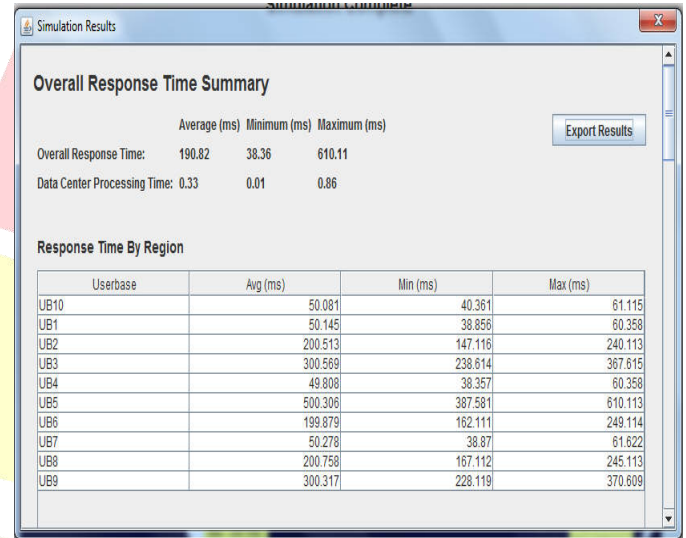 Simulation Complete
Simulation Results
X
Overall Response Time Summary
Average (ms) Minimum (ms) Maximum (ms)
Export Results
Overall Response Time: 190.82 38.36 610.11
Data Center Processing Time: 0.33 0.01 0.86
Response Time By Region
Userbase Avg (ms) Min (ms) Max (ms)
UB10 50.081 40.361 61.115
UB1 50.145 38.856 60.358
UB2 200.513 147.116 240.113
UB3 300.569 238.614 367.615
UB4 49.808 38.357 60.358
UB5 500.306 387.581 610.113
UB6 199.879 162.111 249.114
UB7 50.278 38.87 61.622
UB8 200.758 167.112 245.113
UB9 300.317 228.119 370.609